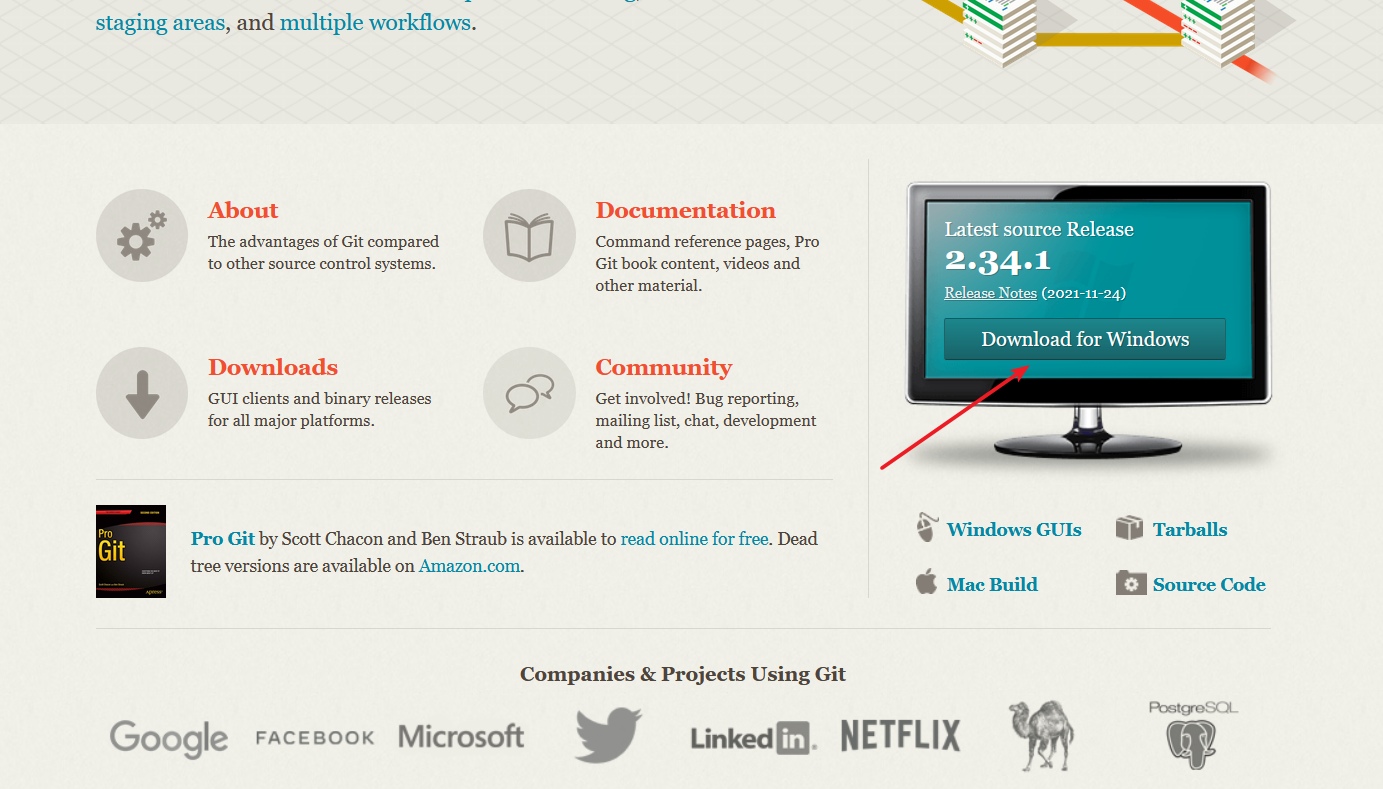 staging areas, and multiple workflows.
About
The advantages of Git compared
to other source control systems.
Documentation
Command reference pages, Pro
Git book content, videos and
other material.
Downloads
GUI clients and binary releases
for all major platforms.
Community
Get involved! Bug reporting,
mailing list, chat, development
and more.
Pro
Git
Pro Git by Scott Chacon and Ben Straub is available to read online for free. Dead
tree versions are available on Amazon.com.
Latest source Release
2.34.1
Release Notes (2021-11-24)
Download for Windows
Windows GUIs
Tarballs
Mac Build
Source Code
Companies & Projects Using Git
Google
FACEBOOK
Microsoft
Linked in
NETFLIX
PostgreSQL